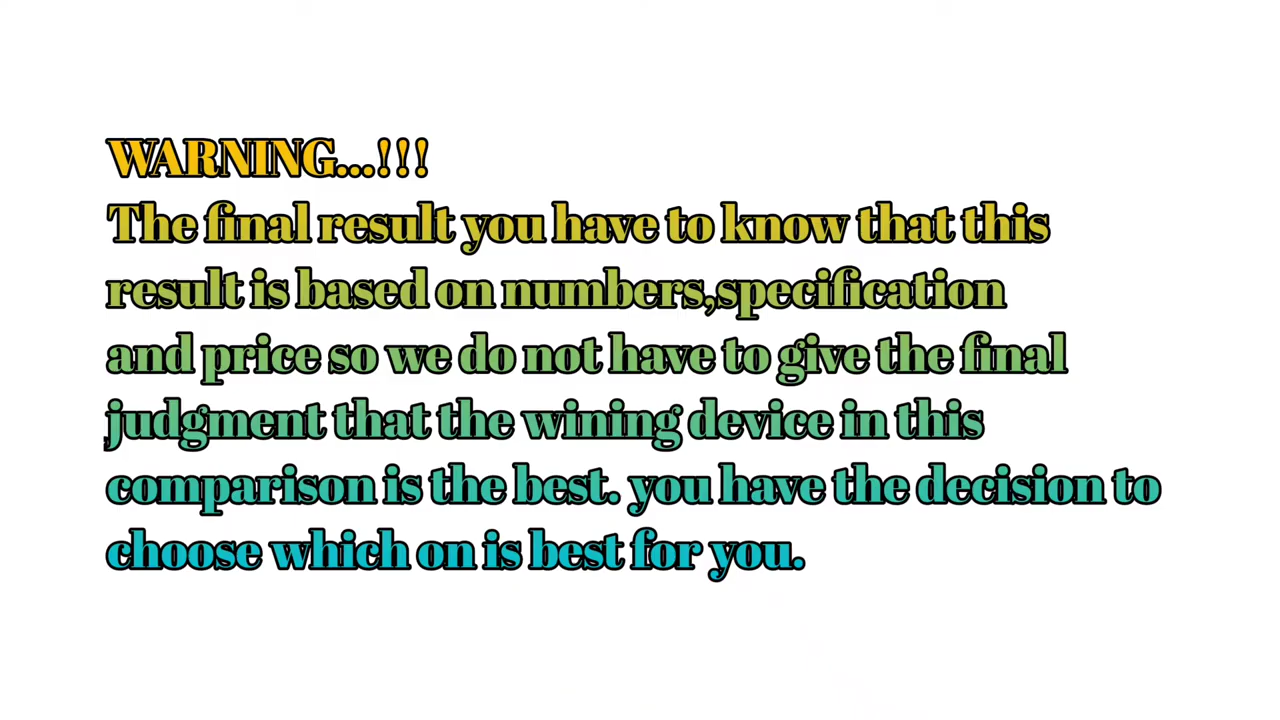 WARNING...!!!
The final result you have to know that this
result is based on numbers,specification
and price so we do not have to give the final
judgment that the wining device in this
comparison is the best. you have the decision to
choose which on is best for you.